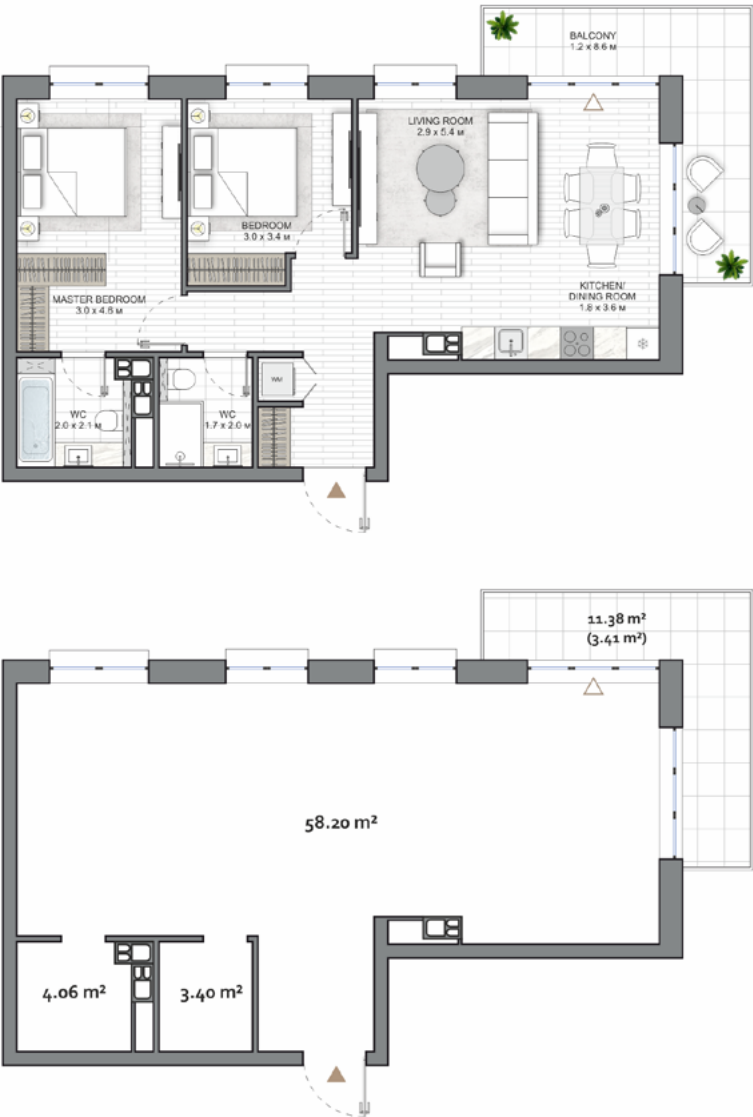 BALCONY
1.2 x 8.6 м
LIVING ROOM
2.9 x 5.4 м
BEDROOM
3.0 x 3.4 м
MASTER BEDROOM
3.0 x 4.6 м
KITCHEN/
DINING ROOM
1.8 x 3.6 м
WM
WC
2.0 x 2.1 м
WC
1.7 x 2.0 м
11.38 m²
(3.41 m²)
58.20 m²
4.06 m²
3.40 m²